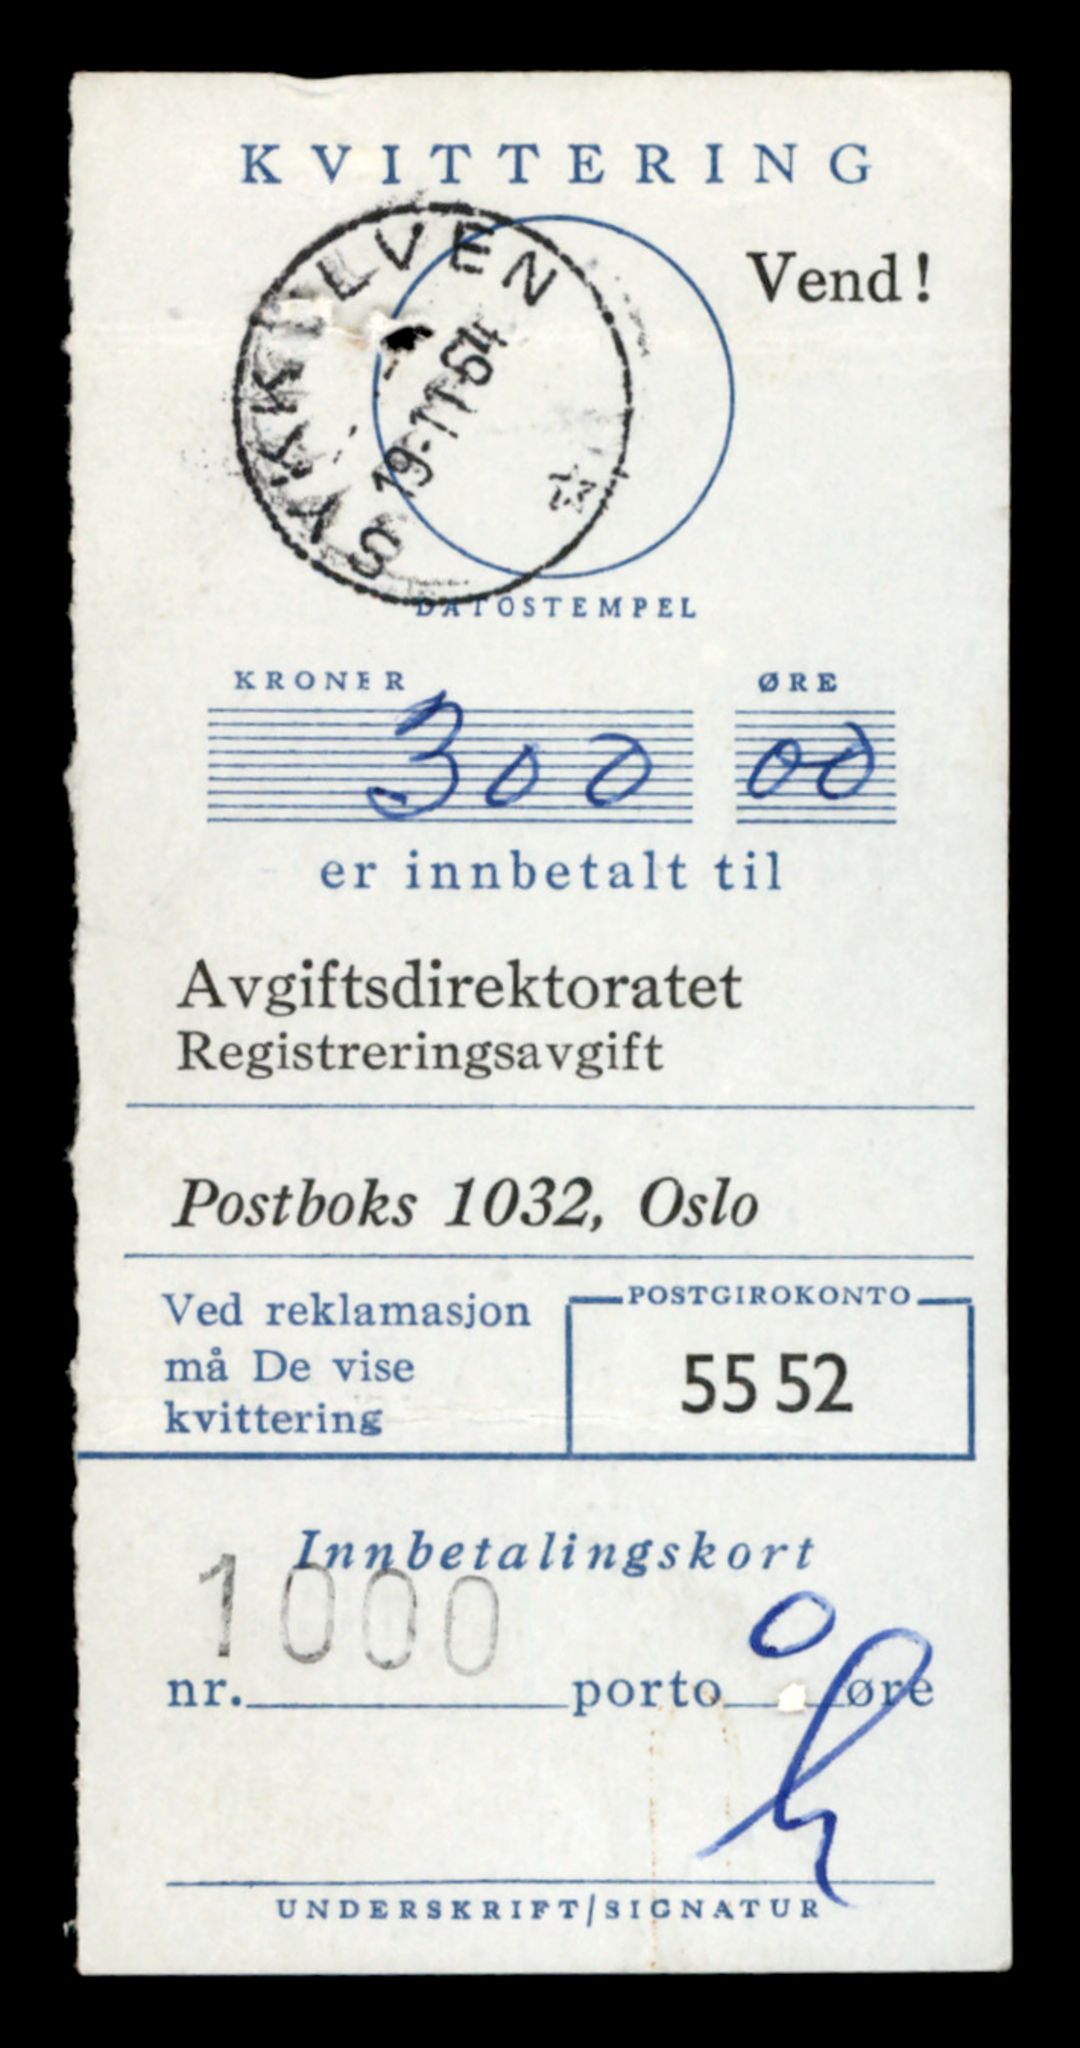 KVITTERING
SYKKYLVEN
19-11-64
Vend!
DATOSTEMPEL
KRONER ØRE
300 00
er innbetalt til
Avgiftsdirektoratet
Registreringsavgift
Postboks 1032, Oslo
Ved reklamasjon
må De vise
kvittering
POSTGIROKONTO
55 52
Innbetalingskort
1000
nr. porto øre
UNDERSKRIFT/SIGNATUR